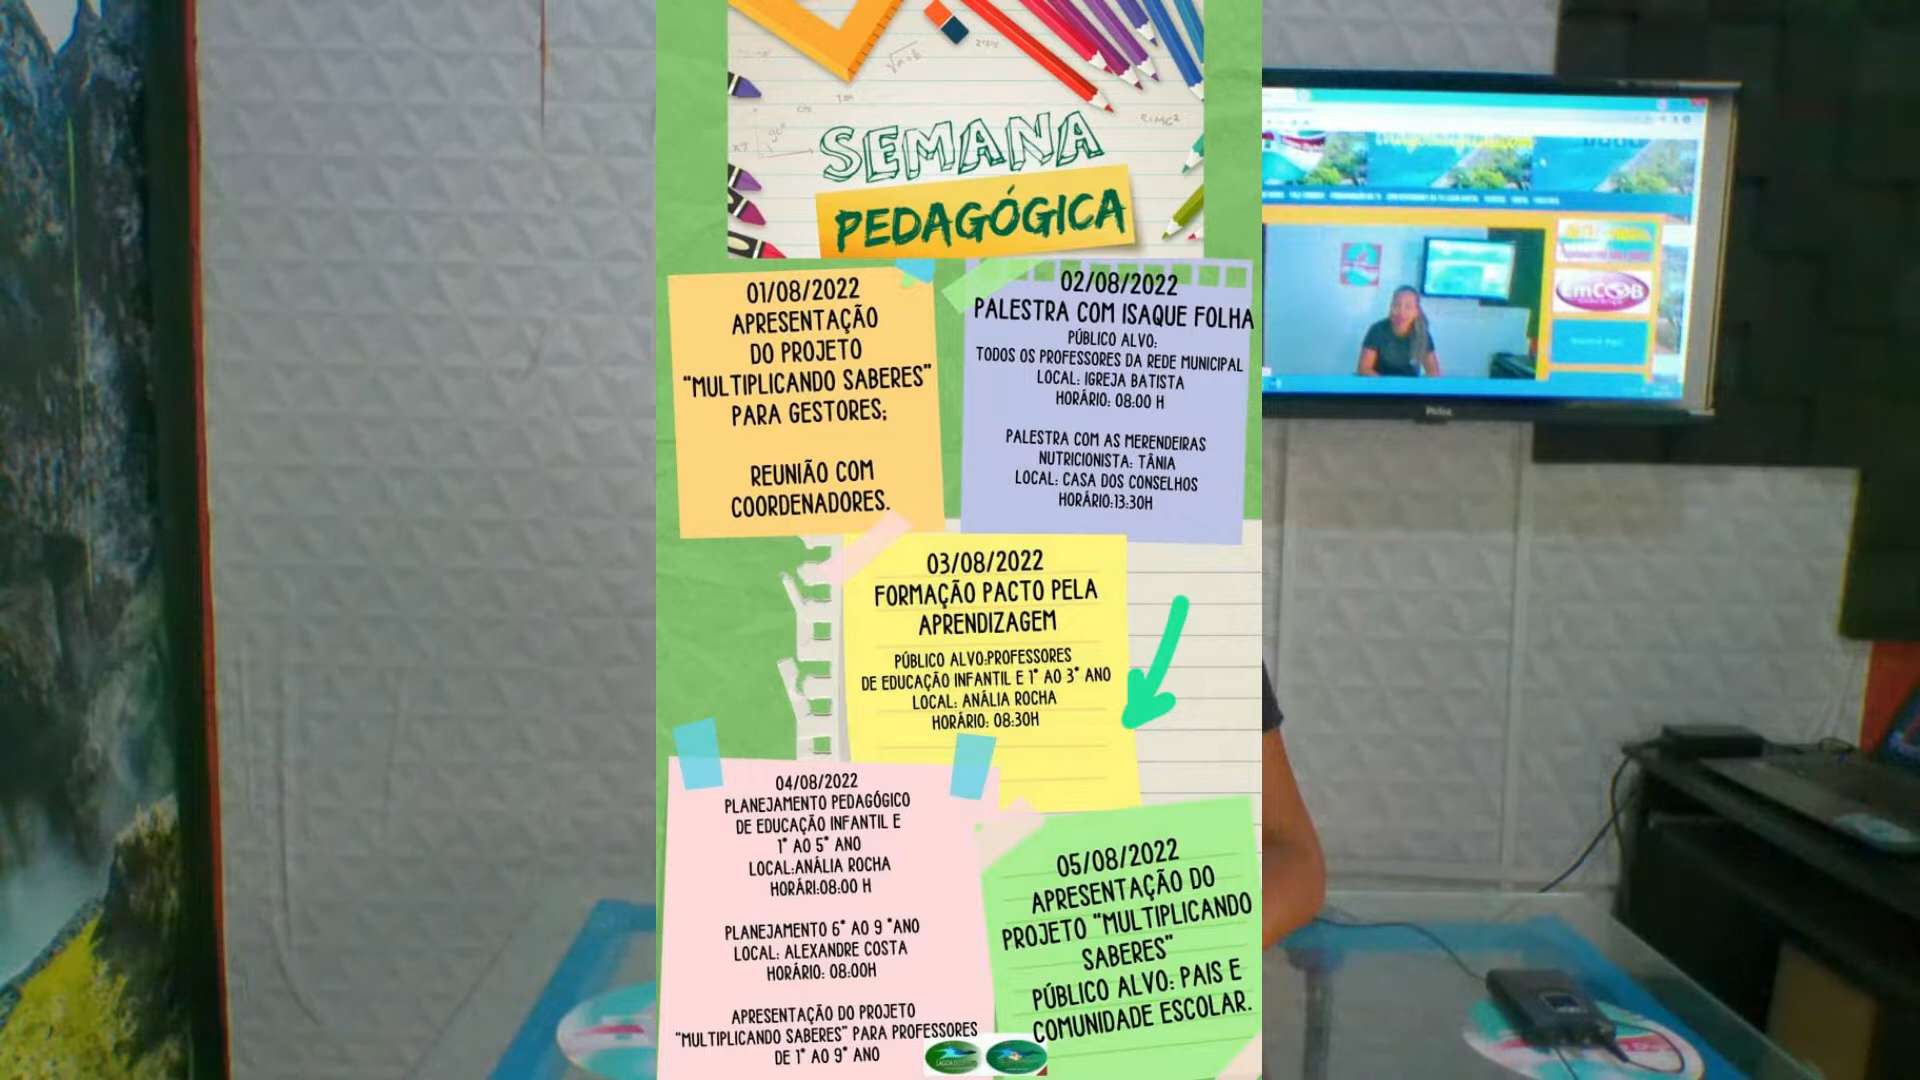 SEMANA
PEDAGÓGICA
01/08/2022
APRESENTAÇÃO
DO PROJETO
"MULTIPLICANDO SABERES"
PARA GESTORES;
REUNIÃO COM
COORDENADORES.
02/08/2022
PALESTRA COM ISAQUE FOLHA
PÚBLICO ALVO:
TODOS OS PROFESSORES DA REDE MUNICIPAL
LOCAL: IGREJA BATISTA
HORÁRIO: 08:00 H
PALESTRA COM AS MERENDEIRAS
NUTRICIONISTA: TÂNIA
LOCAL: CASA DOS CONSELHOS
HORÁRIO:13:30H
03/08/2022
FORMAÇÃO PACTO PELA
APRENDIZAGEM
PÚBLICO ALVO:PROFESSORES
DE EDUCAÇÃO INFANTIL E 1° AO 3° ANO
LOCAL: ANÁLIA ROCHA
HORÁRIO: 08:30H
04/08/2022
PLANEJAMENTO PEDAGÓGICO
DE EDUCAÇÃO INFANTIL E
1° AO 5° ANO
LOCAL:ANÁLIA ROCHA
HORÁRI:08:00 H
PLANEJAMENTO 6° AO 9 °ANO
LOCAL: ALEXANDRE COSTA
HORÁRIO: 08:00H
APRESENTAÇÃO DO PROJETO
"MULTIPLICANDO SABERES" PARA PROFESSORES
DE 1° AO 9° ANO
05/08/2022
APRESENTAÇÃO DO
PROJETO "MULTIPLICANDO
SABERES"
PÚBLICO ALVO: PAIS E
COMUNIDADE ESCOLAR.
EmCOOB
Philco